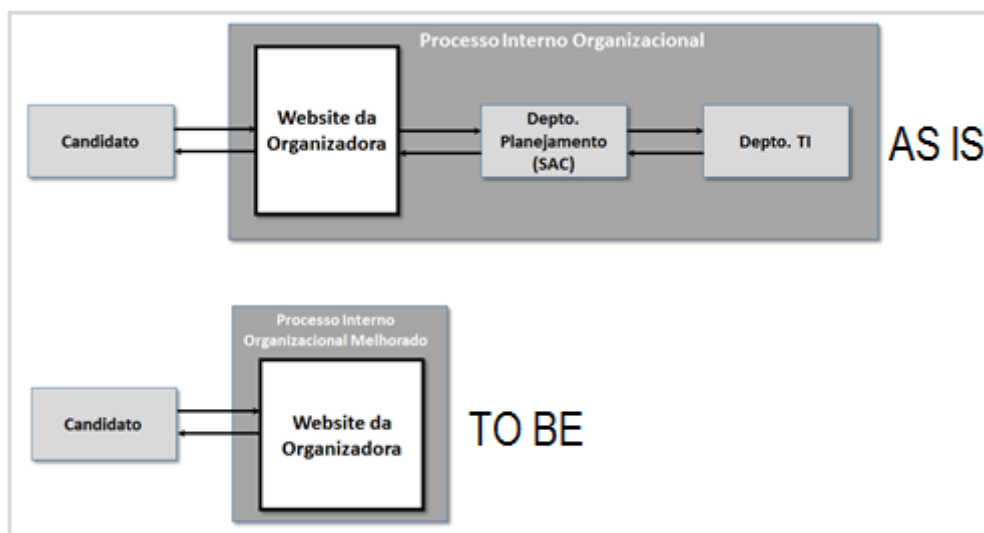 Processo Interno Organizacional
Candidato
Website da
Organizadora
Depto.
Planejamento
(SAC)
Depto. TI
AS IS
Processo Interno
Organizacional Melhorado
Candidato
Website da
Organizadora
TO BE